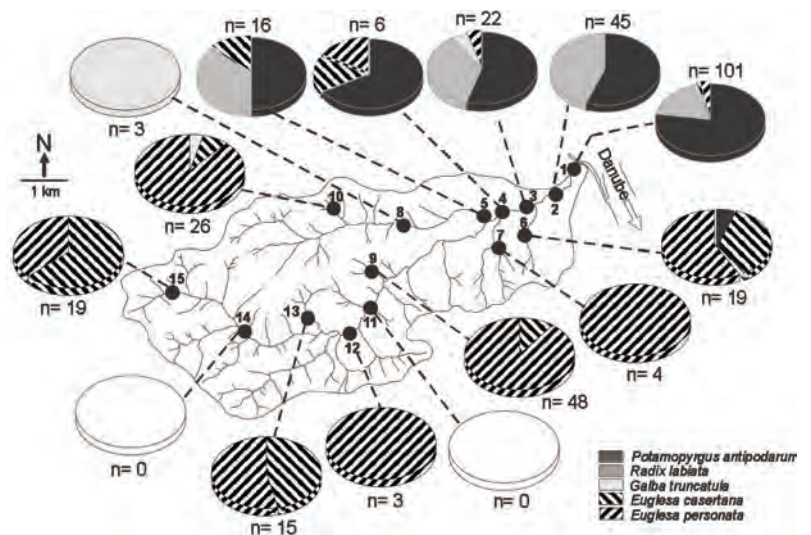 n= 16
n= 6
n= 22
n= 45
n= 101
n= 3
N
1 km
Danube
n= 26
n= 19
1
2
3
4
5
6
7
8
9
10
11
12
13
14
15
n= 19
n= 4
n= 48
n= 0
n= 15
n= 3
n= 0
Potamopyrgus antipodarum
Radix labiata
Galba truncatula
Euglesa casertana
Euglesa personata